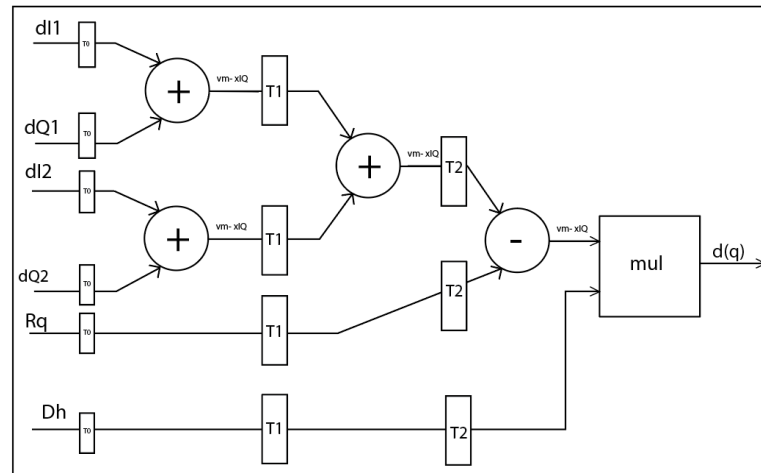 dI1
T0
+
vm- xIQ
T1
dQ1
T0
+
vm- xIQ
T2
dI2
T0
+
vm- xIQ
T1
-
vm- xIQ
mul
d(q)
dQ2
T0
T2
Rq
T0
T1
Dh
T0
T1
T2